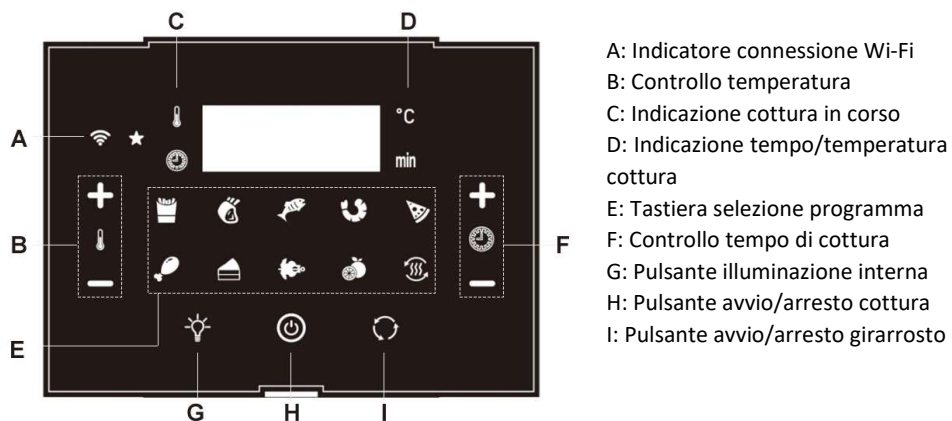 C
D
°C
A
min
B
F
E
G
H
I
A: Indicatore connessione Wi-Fi
B: Controllo temperatura
C: Indicazione cottura in corso
D: Indicazione tempo/temperatura
cottura
E: Tastiera selezione programma
F: Controllo tempo di cottura
G: Pulsante illuminazione interna
H: Pulsante avvio/arresto cottura
I: Pulsante avvio/arresto girarrosto